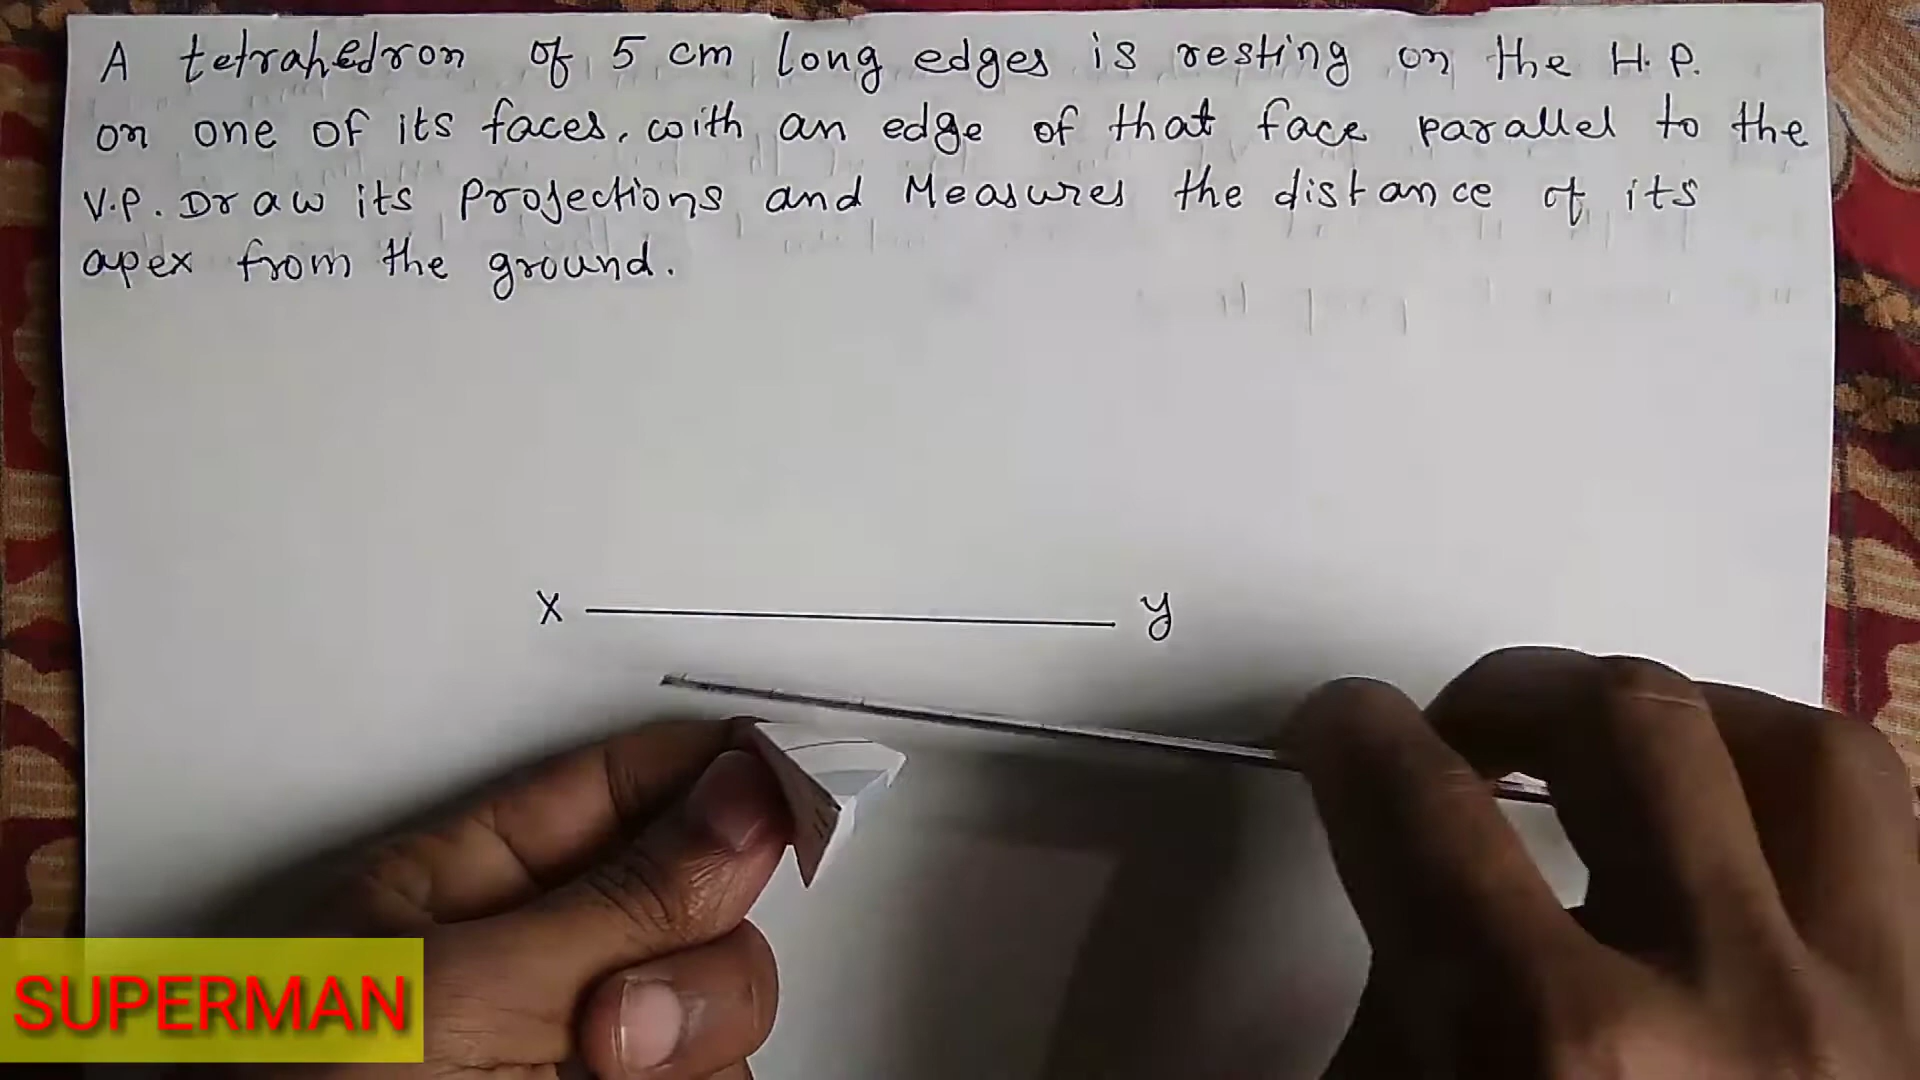 A tetrahedron of 5 cm long edges is resting on the H.P.
on one of its faces, with an edge of that face parallel to the
V.P. Draw its Projections and Measures the distance of its
apex from the ground.
X y
SUPERMAN